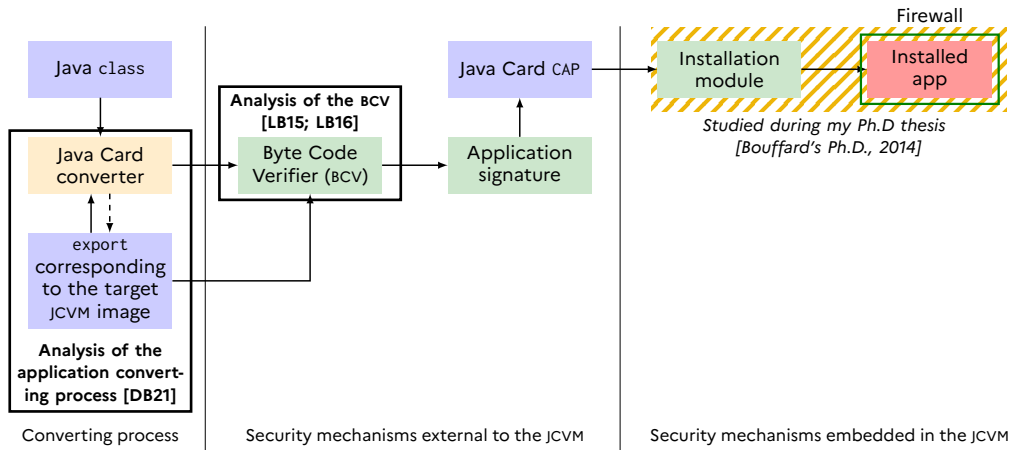 Firewall
Java class
Java Card CAP
Installation
module
Installed
app
Analysis of the BCV
[LB15; LB16]
Studied during my Ph.D thesis
[Bouffard's Ph.D., 2014]
Java Card
converter
Byte Code
Verifier (BCV)
Application
signature
export
corresponding
to the target
JCVM image
Analysis of the
application convert-
ing process [DB21]
Converting process
Security mechanisms external to the JCVM
Security mechanisms embedded in the JCVM